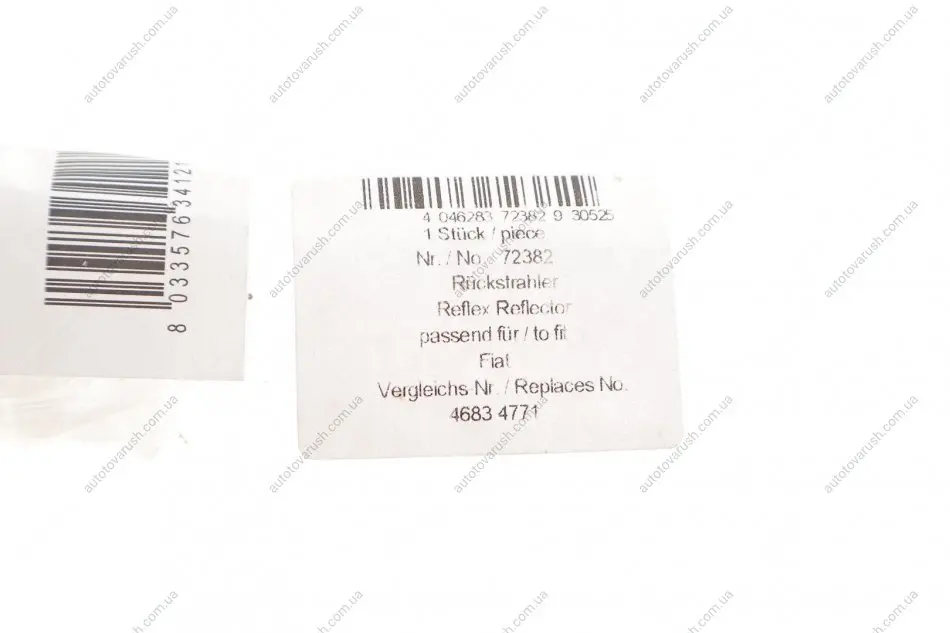 8 033576 34121
4 046283 72382 9 30525
1 Stück / piece
Nr. / No. 72382
Rückstrahler
Reflex Reflector
passend für / to fit
Fiat
Vergleichs-Nr. / Replaces No.
4683 4771
autotovarush.com.ua